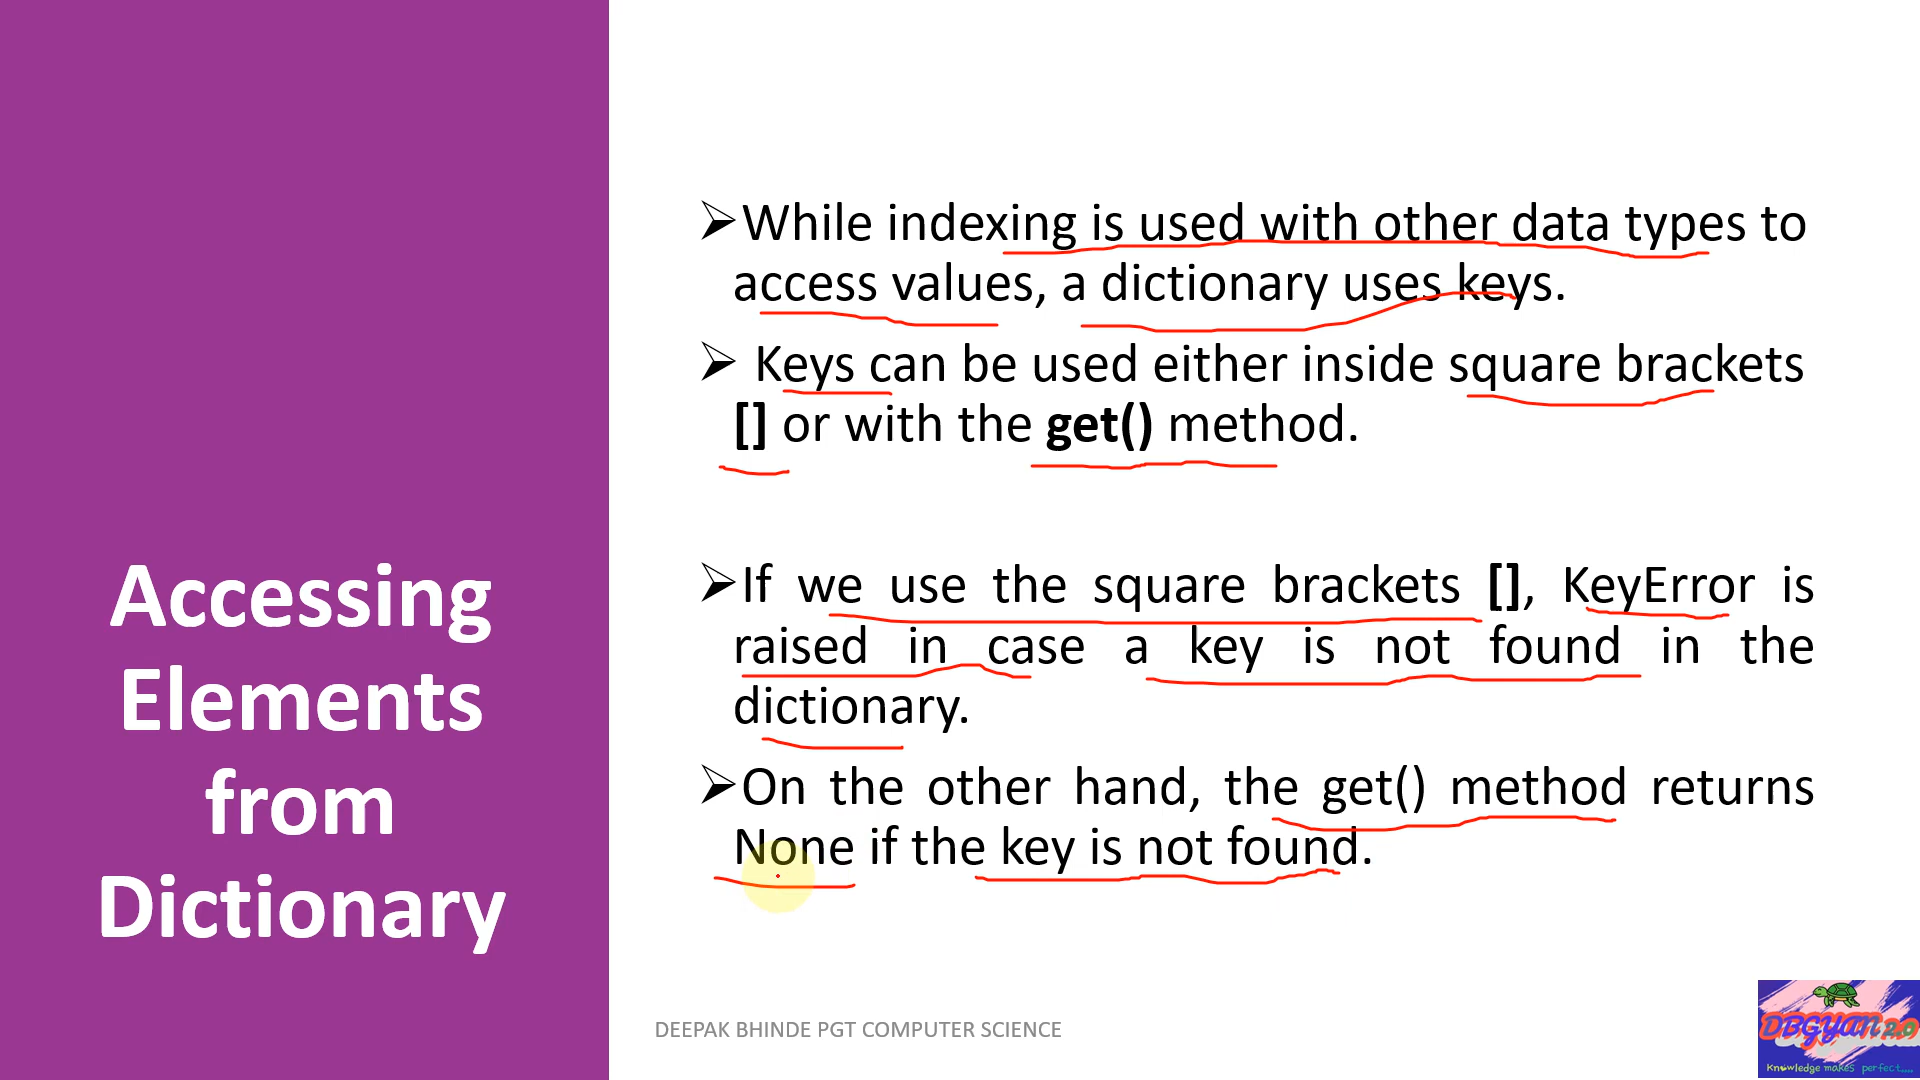 Accessing
Elements
from
Dictionary
➢While indexing is used with other data types to
access values, a dictionary uses keys.
➢ Keys can be used either inside square brackets
[] or with the get() method.
➢If we use the square brackets [], KeyError is
raised in case a key is not found in the
dictionary.
➢On the other hand, the get() method returns
None if the key is not found.
DEEPAK BHINDE PGT COMPUTER SCIENCE
DBGyan 2.0
Knowledge makes perfect....